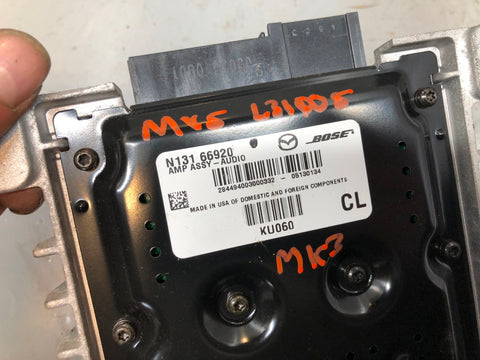 MX5
N131 66920
AMP ASSY-AUDIO
BOSE
284494003000332 - 05130134
MADE IN USA OF DOMESTIC AND FOREIGN COMPONENTS
KU060
CL
MK3